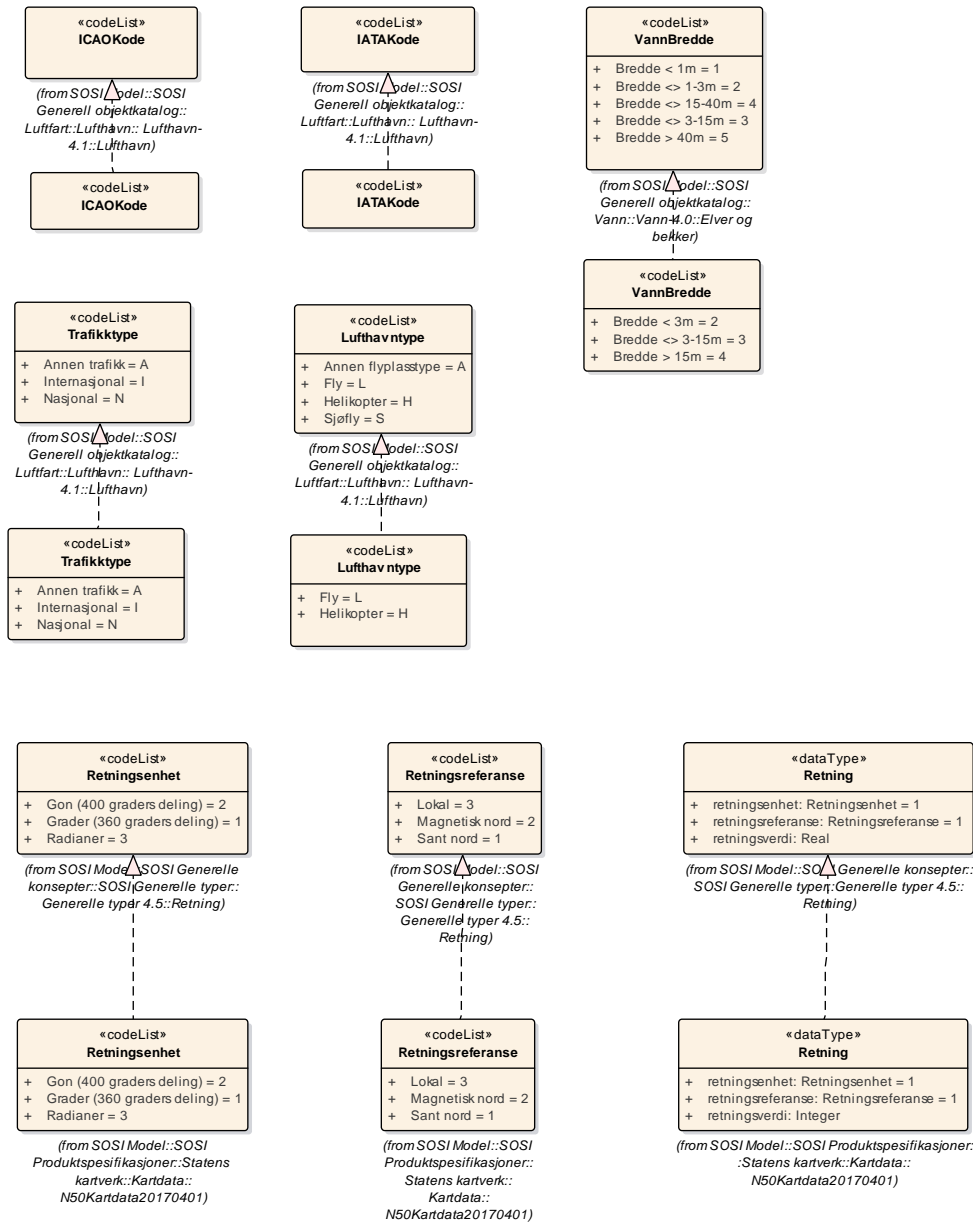 «codeList»
ICAOKode
(from SOSI Model::SOSI
Generell objektkatalog::
Luftfart::Lufthavn:: Lufthavn-
4.1::Lufthavn)
«codeList»
ICAOKode
«codeList»
IATAKode
(from SOSI Model::SOSI
Generell objektkatalog::
Luftfart::Lufthavn:: Lufthavn-
4.1::Lufthavn)
«codeList»
IATAKode
«codeList»
VannBredde
+ Bredde < 1m = 1
+ Bredde <> 1-3m = 2
+ Bredde <> 15-40m = 4
+ Bredde <> 3-15m = 3
+ Bredde > 40m = 5
(from SOSI Model::SOSI
Generell objektkatalog::
Vann::Vann-4.0::Elver og
bekker)
«codeList»
VannBredde
+ Bredde < 3m = 2
+ Bredde <> 3-15m = 3
+ Bredde > 15m = 4
«codeList»
Trafikktype
+ Annen trafikk = A
+ Internasjonal = I
+ Nasjonal = N
(from SOSI Model::SOSI
Generell objektkatalog::
Luftfart::Lufthavn:: Lufthavn-
4.1::Lufthavn)
«codeList»
Trafikktype
+ Annen trafikk = A
+ Internasjonal = I
+ Nasjonal = N
«codeList»
Lufthavntype
+ Annen flyplasstype = A
+ Fly = L
+ Helikopter = H
+ Sjøfly = S
(from SOSI Model::SOSI
Generell objektkatalog::
Luftfart::Lufthavn:: Lufthavn-
4.1::Lufthavn)
«codeList»
Lufthavntype
+ Fly = L
+ Helikopter = H
«codeList»
Retningsenhet
+ Gon (400 graders deling) = 2
+ Grader (360 graders deling) = 1
+ Radianer = 3
(from SOSI Model::SOSI Generelle
konsepter::SOSI Generelle typer::
Generelle typer 4.5::Retning)
«codeList»
Retningsenhet
+ Gon (400 graders deling) = 2
+ Grader (360 graders deling) = 1
+ Radianer = 3
(from SOSI Model::SOSI
Produktspesifikasjoner::Statens
kartverk::Kartdata::
N50Kartdata20170401)
«codeList»
Retningsreferanse
+ Lokal = 3
+ Magnetisk nord = 2
+ Sant nord = 1
(from SOSI Model::SOSI
Generelle konsepter::
SOSI Generelle typer::
Generelle typer 4.5::
Retning)
«codeList»
Retningsreferanse
+ Lokal = 3
+ Magnetisk nord = 2
+ Sant nord = 1
(from SOSI Model::SOSI
Produktspesifikasjoner::
Statens kartverk::
Kartdata::
N50Kartdata20170401)
«dataType»
Retning
+ retningsenhet: Retningsenhet = 1
+ retningsreferanse: Retningsreferanse = 1
+ retningsverdi: Real
(from SOSI Model::SOSI Generelle konsepter::
SOSI Generelle typer::Generelle typer 4.5::
Retning)
«dataType»
Retning
+ retningsenhet: Retningsenhet = 1
+ retningsreferanse: Retningsreferanse = 1
+ retningsverdi: Integer
(from SOSI Model::SOSI Produktspesifikasjoner:
:Statens kartverk::Kartdata::
N50Kartdata20170401)